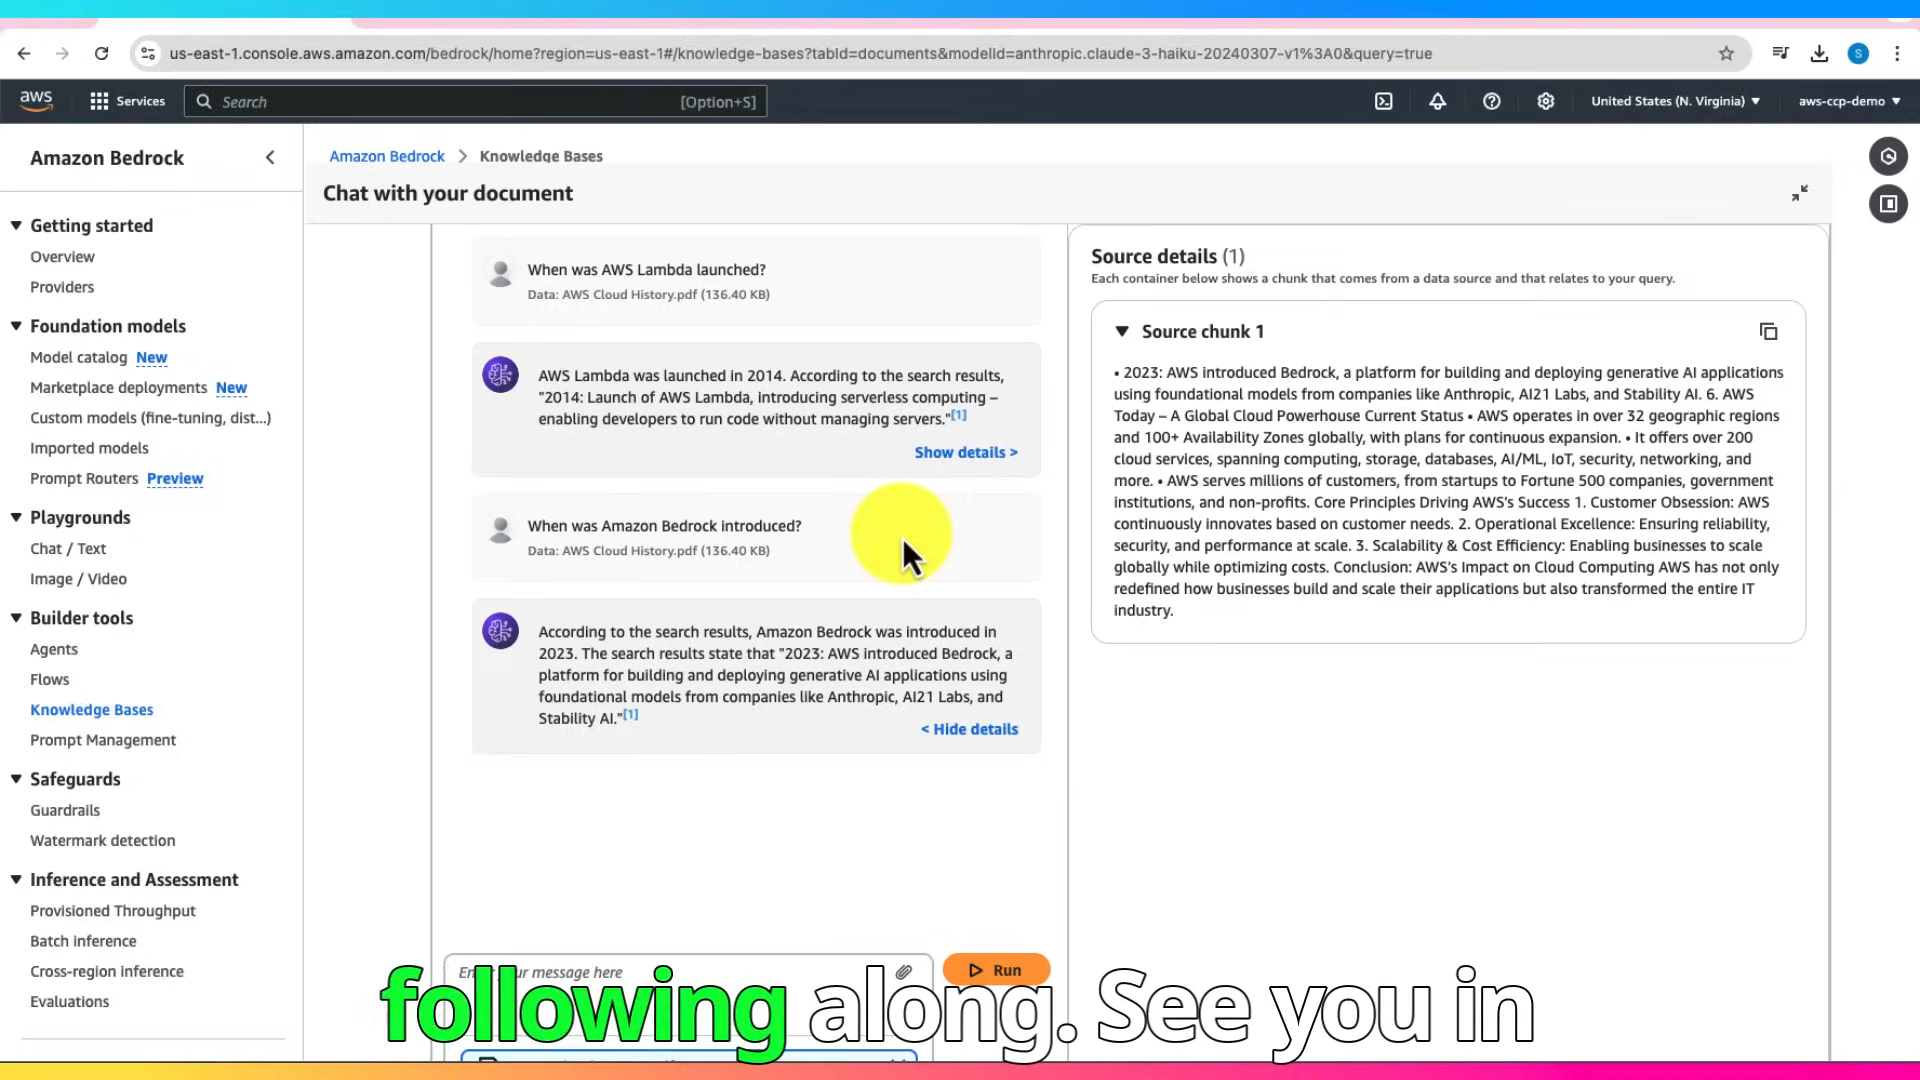 us-east-1.console.aws.amazon.com/bedrock/home?region=us-east-1#/knowledge-bases?tabId=documents&modelId=anthropic.claude-3-haiku-20240307-v1%3A0&query=true
S
aws
Services
Search
[Option+S]
United States (N. Virginia)
aws-ccp-demo
Amazon Bedrock
Getting started
Overview
Providers
Foundation models
Model catalog New
Marketplace deployments New
Custom models (fine-tuning, dist...)
Imported models
Prompt Routers Preview
Playgrounds
Chat / Text
Image / Video
Builder tools
Agents
Flows
Knowledge Bases
Prompt Management
Safeguards
Guardrails
Watermark detection
Inference and Assessment
Provisioned Throughput
Batch inference
Cross-region inference
Evaluations
Amazon Bedrock > Knowledge Bases
Chat with your document
When was AWS Lambda launched?
Data: AWS Cloud History.pdf (136.40 KB)
AWS Lambda was launched in 2014. According to the search results,
"2014: Launch of AWS Lambda, introducing serverless computing –
enabling developers to run code without managing servers."[1]
Show details >
When was Amazon Bedrock introduced?
Data: AWS Cloud History.pdf (136.40 KB)
According to the search results, Amazon Bedrock was introduced in
2023. The search results state that "2023: AWS introduced Bedrock, a
platform for building and deploying generative AI applications using
foundational models from companies like Anthropic, AI21 Labs, and
Stability AI."[1]
< Hide details
Run
Source details (1)
Each container below shows a chunk that comes from a data source and that relates to your query.
Source chunk 1
• 2023: AWS introduced Bedrock, a platform for building and deploying generative AI applications
using foundational models from companies like Anthropic, AI21 Labs, and Stability AI. 6. AWS
Today – A Global Cloud Powerhouse Current Status • AWS operates in over 32 geographic regions
and 100+ Availability Zones globally, with plans for continuous expansion. • It offers over 200
cloud services, spanning computing, storage, databases, AI/ML, IoT, security, networking, and
more. • AWS serves millions of customers, from startups to Fortune 500 companies, government
institutions, and non-profits. Core Principles Driving AWS's Success 1. Customer Obsession: AWS
continuously innovates based on customer needs. 2. Operational Excellence: Ensuring reliability,
security, and performance at scale. 3. Scalability & Cost Efficiency: Enabling businesses to scale
globally while optimizing costs. Conclusion: AWS's Impact on Cloud Computing AWS has not only
redefined how businesses build and scale their applications but also transformed the entire IT
industry.
message here
following along. See you in